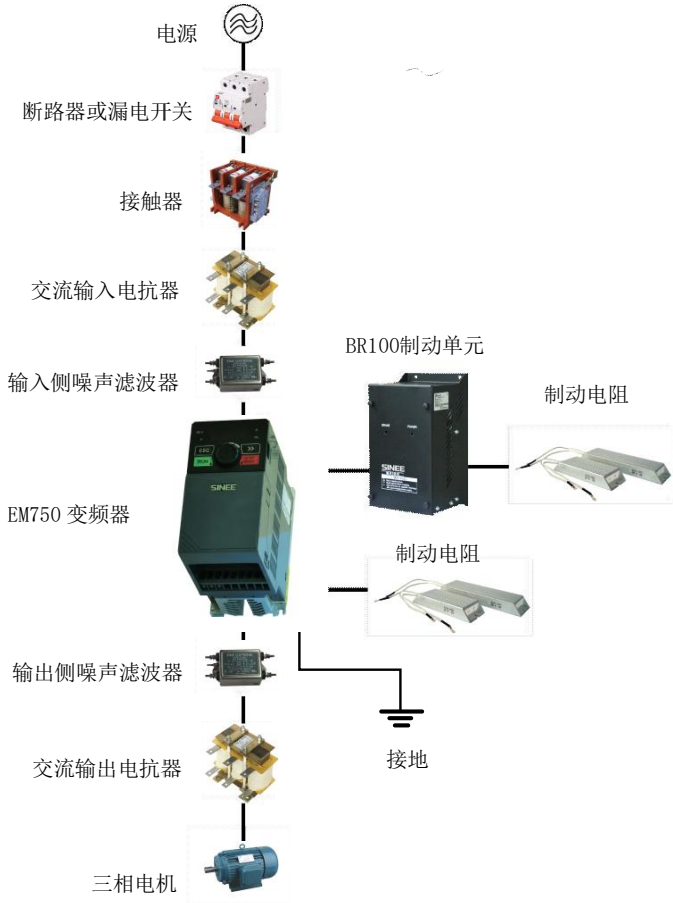 电源
断路器或漏电开关
接触器
交流输入电抗器
BR100制动单元
输入侧噪声滤波器
制动电阻
ESC
SINEE
SINEE
EM750 变频器
制动电阻
输出侧噪声滤波器
接地
交流输出电抗器
三相电机